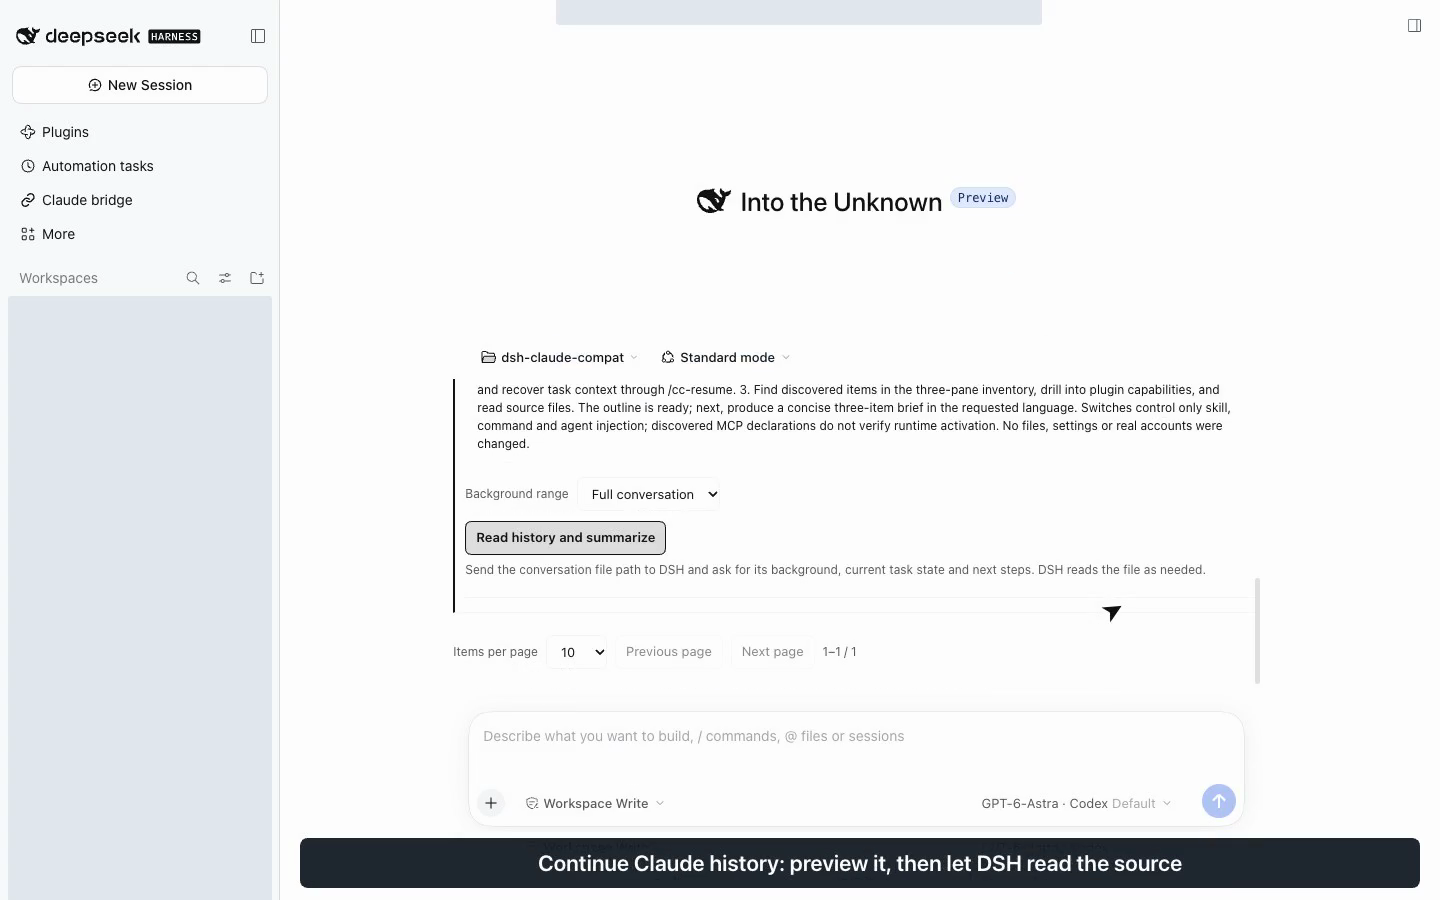 deepseek HARNESS
New Session
Plugins
Automation tasks
Claude bridge
More
Workspaces
Into the Unknown Preview
dsh-claude-compat Standard mode
and recover task context through /cc-resume. 3. Find discovered items in the three-pane inventory, drill into plugin capabilities, and
read source files. The outline is ready; next, produce a concise three-item brief in the requested language. Switches control only skill,
command and agent injection; discovered MCP declarations do not verify runtime activation. No files, settings or real accounts were
changed.
Background range Full conversation
Read history and summarize
Send the conversation file path to DSH and ask for its background, current task state and next steps. DSH reads the file as needed.
Items per page 10 Previous page Next page 1–1 / 1
Describe what you want to build, / commands, @ files or sessions
Workspace Write GPT-6-Astra · Codex Default
Continue Claude history: preview it, then let DSH read the source